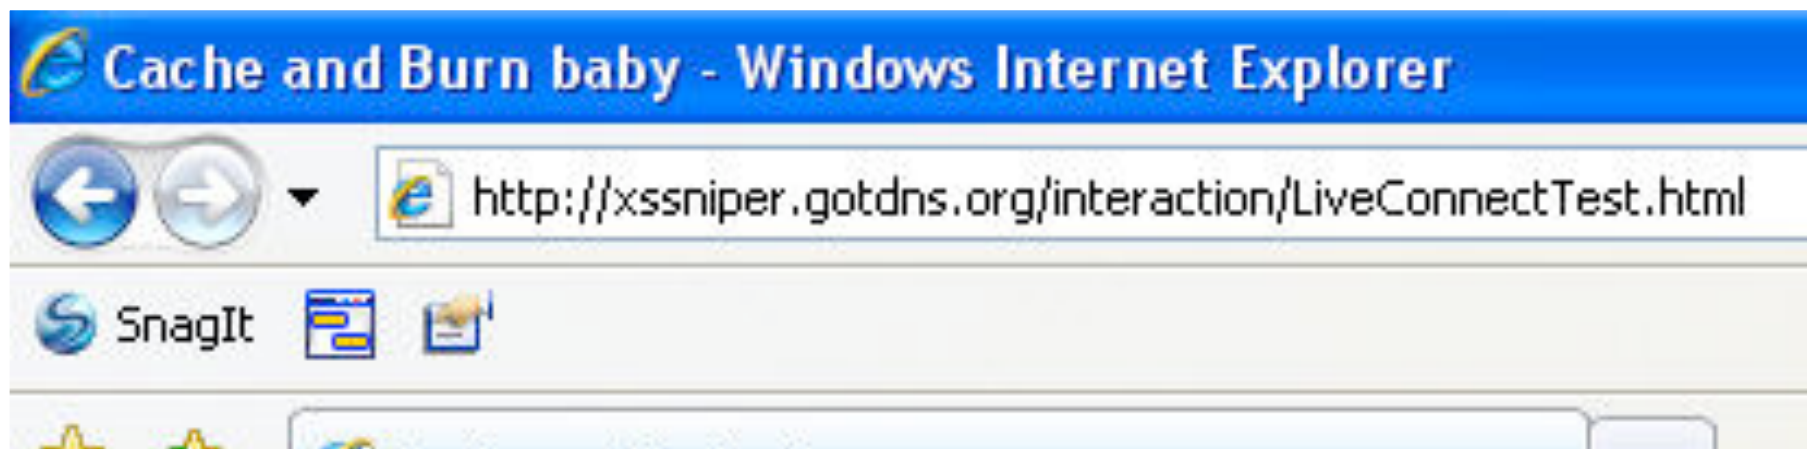 Cache and Burn baby - Windows Internet Explorer
http://xssniper.gotdns.org/interaction/LiveConnectTest.html
SnagIt